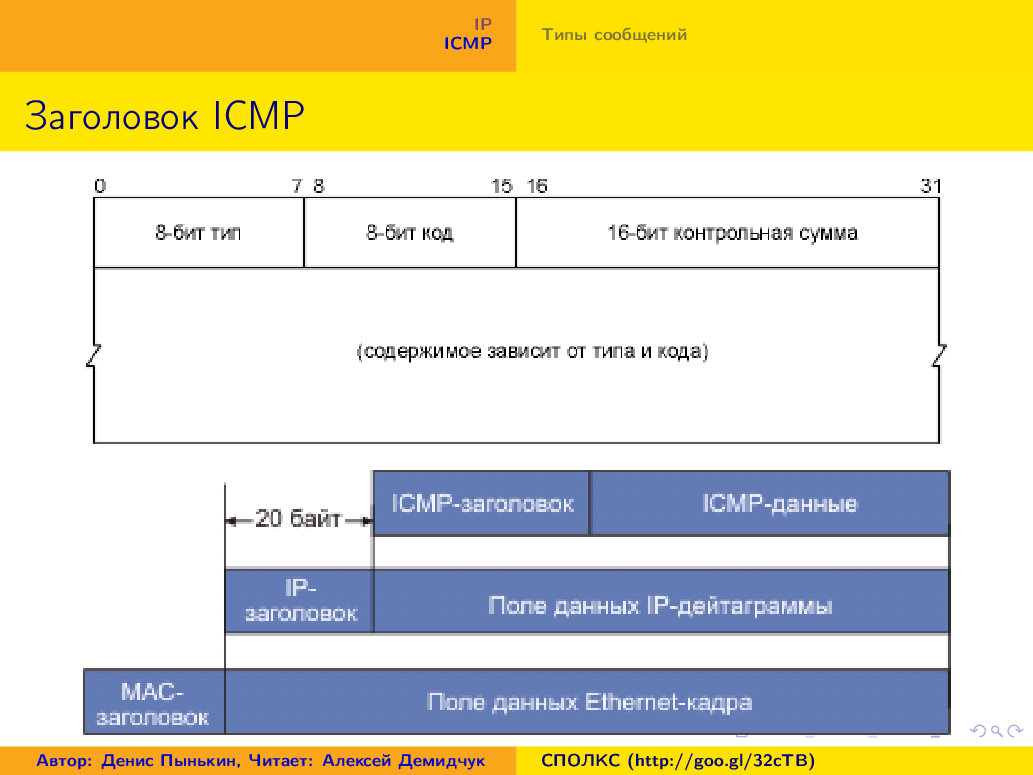 IP
ICMP
Типы сообщений
Заголовок ICMP
0 7 8 15 16 31
8-бит тип 8-бит код 16-бит контрольная сумма
(содержимое зависит от типа и кода)
20 байт
ICMP-заголовок ICMP-данные
IP-
заголовок
Поле данных IP-дейтаграммы
MAC-
заголовок
Поле данных Ethernet-кадра
Автор: Денис Пынькин, Читает: Алексей Демидчук
СПОЛКС (http://goo.gl/32cTB)